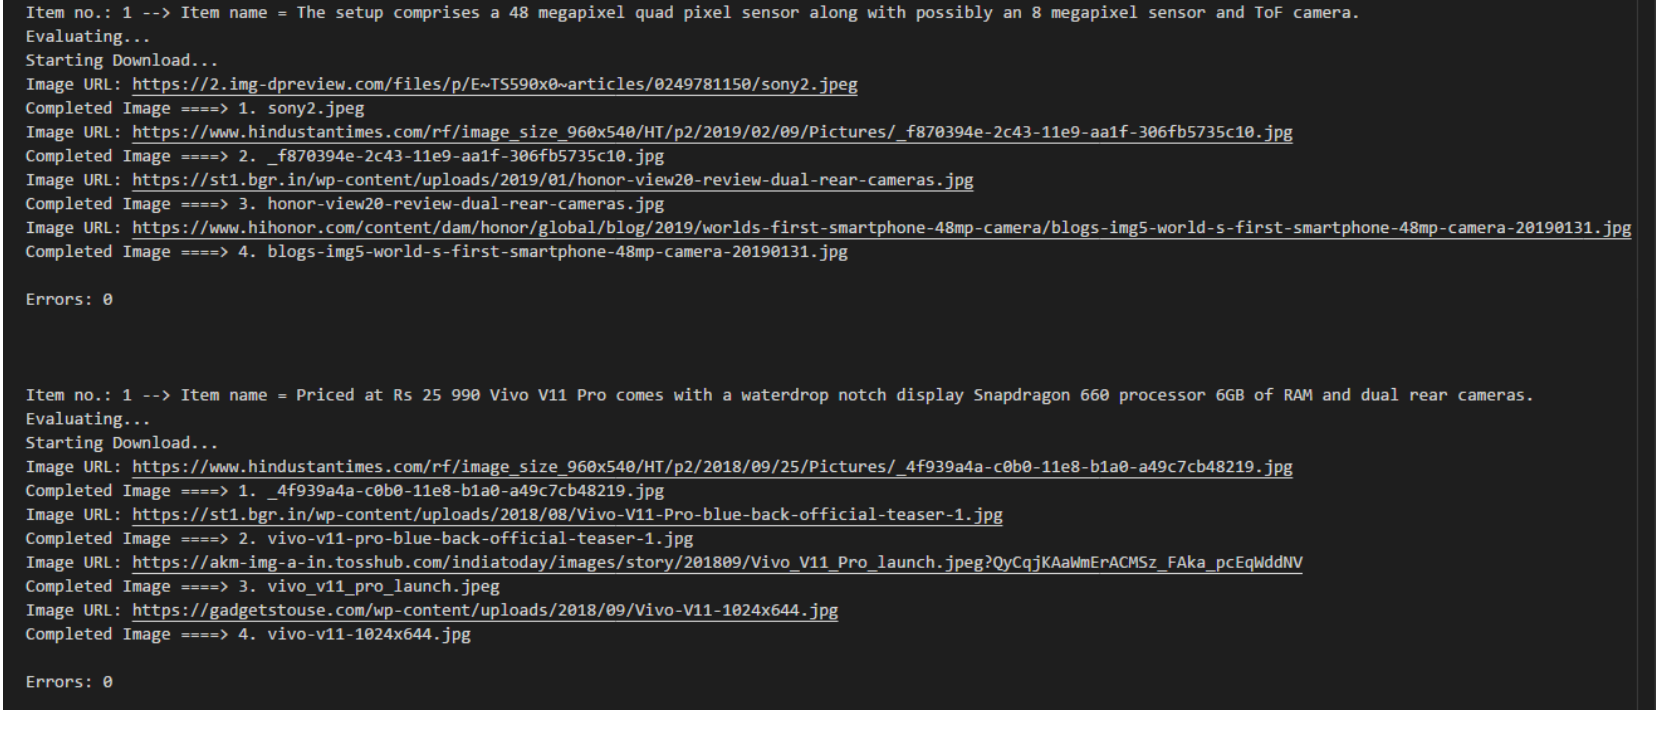 Item no.: 1 --> Item name = The setup comprises a 48 megapixel quad pixel sensor along with possibly an 8 megapixel sensor and ToF camera.
Evaluating...
Starting Download...
Image URL: https://2.img-dpreview.com/files/p/E~TS590x0~articles/0249781150/sony2.jpeg
Completed Image ====> 1. sony2.jpeg
Image URL: https://www.hindustantimes.com/rf/image_size_960x540/HT/p2/2019/02/09/Pictures/_f870394e-2c43-11e9-aa1f-306fb5735c10.jpg
Completed Image ====> 2. _f870394e-2c43-11e9-aa1f-306fb5735c10.jpg
Image URL: https://st1.bgr.in/wp-content/uploads/2019/01/honor-view20-review-dual-rear-cameras.jpg
Completed Image ====> 3. honor-view20-review-dual-rear-cameras.jpg
Image URL: https://www.hihonor.com/content/dam/honor/global/blog/2019/worlds-first-smartphone-48mp-camera/blogs-img5-world-s-first-smartphone-48mp-camera-20190131.jpg
Completed Image ====> 4. blogs-img5-world-s-first-smartphone-48mp-camera-20190131.jpg
Errors: 0
Item no.: 1 --> Item name = Priced at Rs 25 990 Vivo V11 Pro comes with a waterdrop notch display Snapdragon 660 processor 6GB of RAM and dual rear cameras.
Evaluating...
Starting Download...
Image URL: https://www.hindustantimes.com/rf/image_size_960x540/HT/p2/2018/09/25/Pictures/_4f939a4a-c0b0-11e8-b1a0-a49c7cb48219.jpg
Completed Image ====> 1. _4f939a4a-c0b0-11e8-b1a0-a49c7cb48219.jpg
Image URL: https://st1.bgr.in/wp-content/uploads/2018/08/Vivo-V11-Pro-blue-back-official-teaser-1.jpg
Completed Image ====> 2. vivo-v11-pro-blue-back-official-teaser-1.jpg
Image URL: https://akm-img-a-in.tosshub.com/indiatoday/images/story/201809/Vivo_V11_Pro_launch.jpeg?QyCqjKAaWmErACMSz_FAka_pcEqWddNV
Completed Image ====> 3. vivo_v11_pro_launch.jpeg
Image URL: https://gadgetstouse.com/wp-content/uploads/2018/09/Vivo-V11-1024x644.jpg
Completed Image ====> 4. vivo-v11-1024x644.jpg
Errors: 0